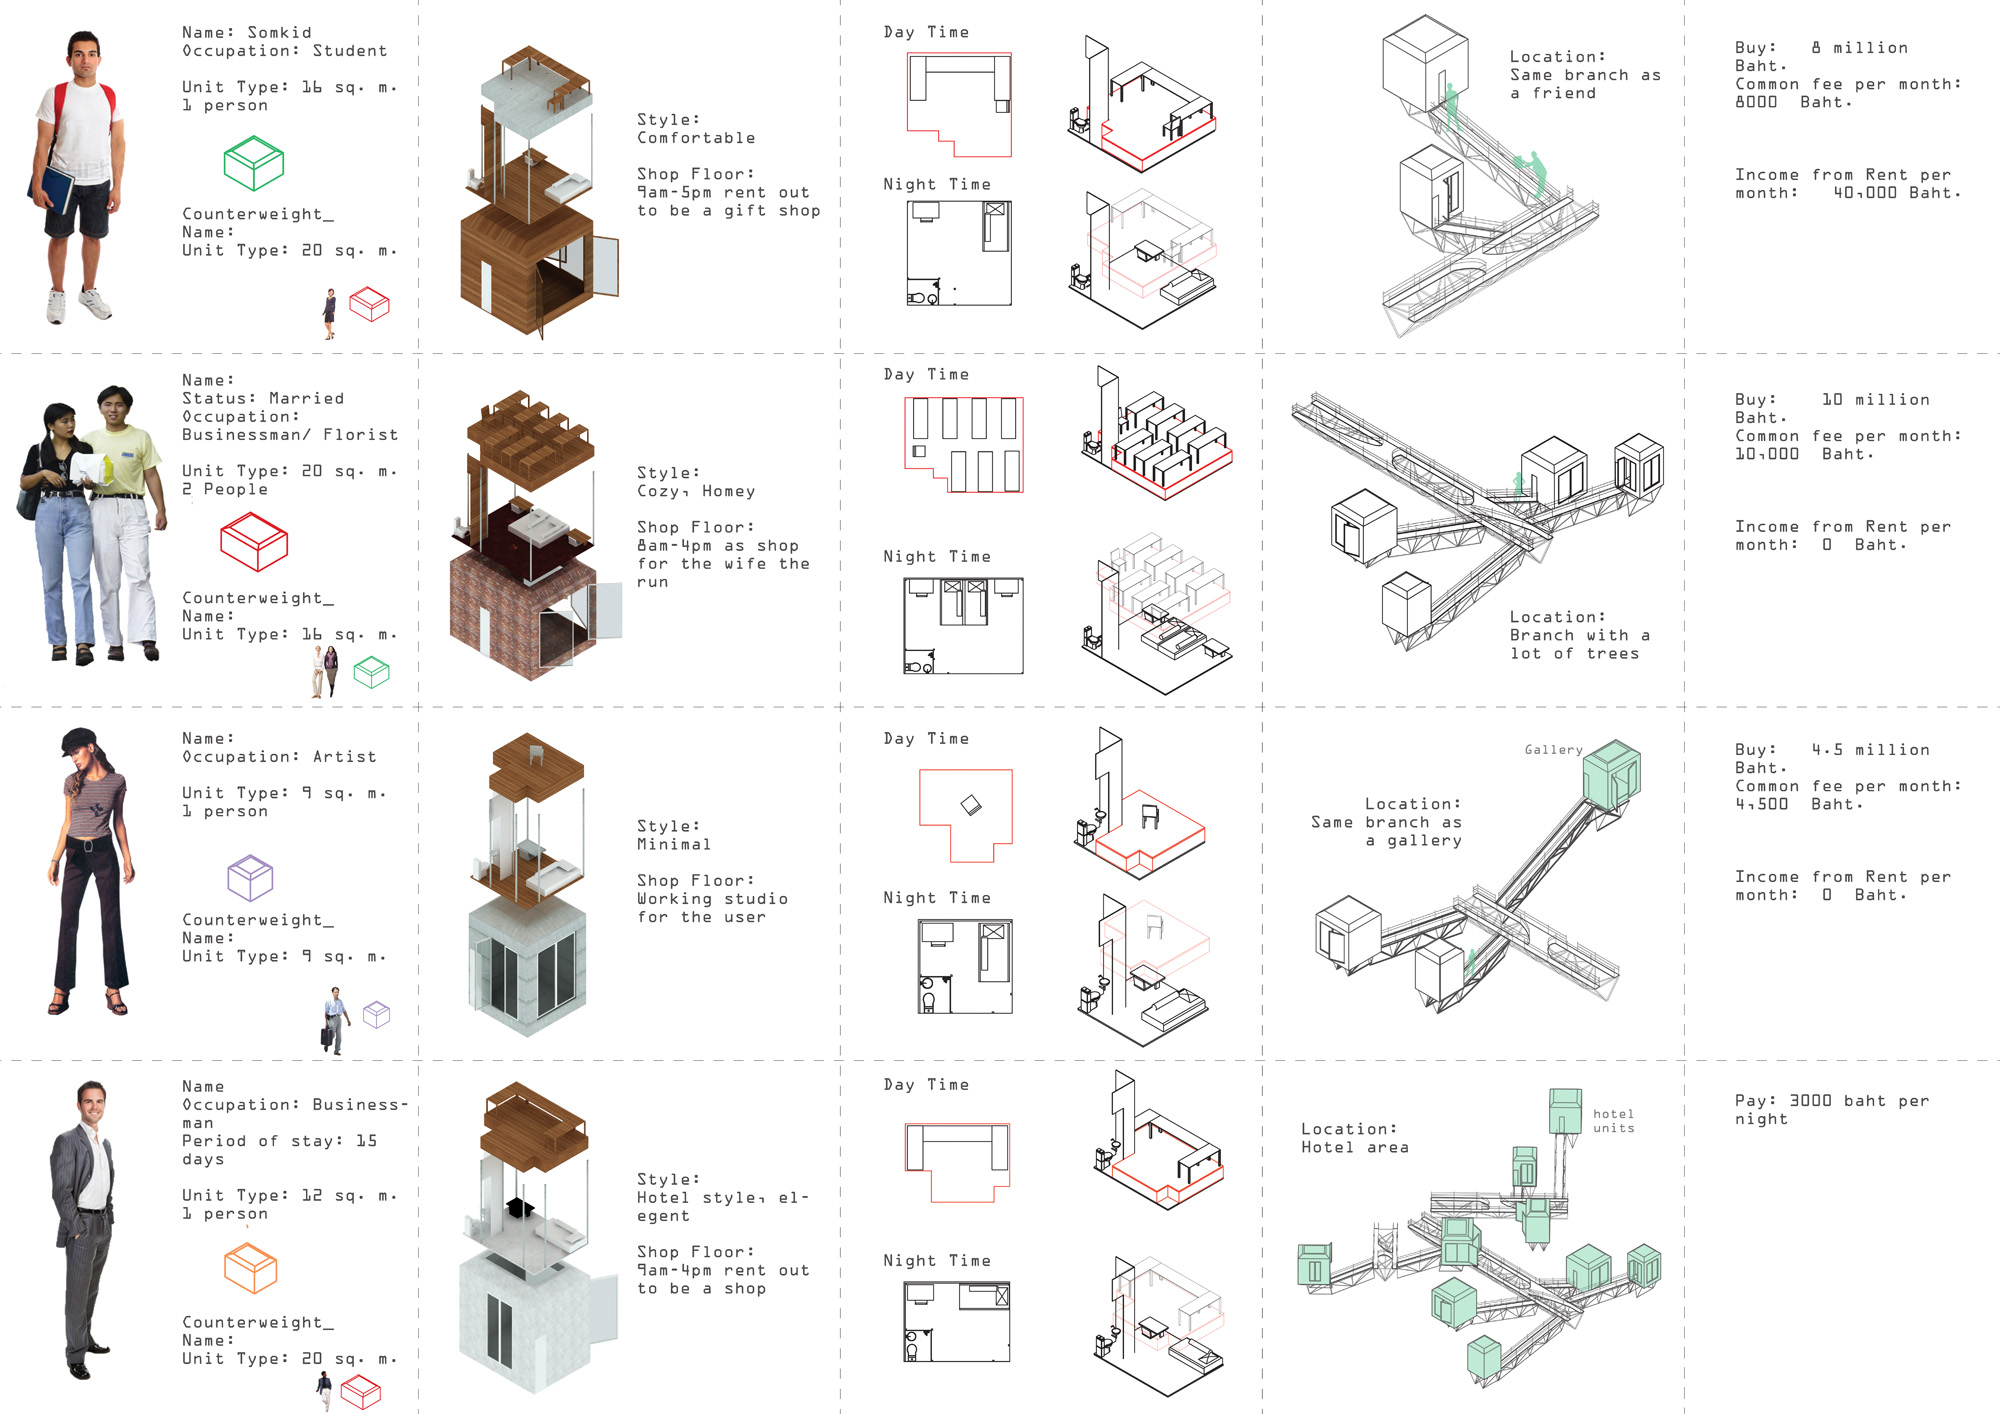 Name: Somkid
Occupation: Student
Unit Type: 16 sq. m.
1 person
Counterweight_
Name:
Unit Type: 20 sq. m.
Style:
Comfortable
Shop Floor:
9am-5pm rent out
to be a gift shop
Day Time
Night Time
Location:
Same branch as
a friend
Buy: 8 million
Baht.
Common fee per month:
8000 Baht.
Income from Rent per
month: 40,000 Baht.
Name:
Status: Married
Occupation:
Businessman/ Florist
Unit Type: 20 sq. m.
2 People
Counterweight_
Name:
Unit Type: 16 sq. m.
Style:
Cozy, Homey
Shop Floor:
8am-4pm as shop
for the wife the
run
Day Time
Night Time
Location:
Branch with a
lot of trees
Buy: 10 million
Baht.
Common fee per month:
10,000 Baht.
Income from Rent per
month: 0 Baht.
Name:
Occupation: Artist
Unit Type: 9 sq. m.
1 person
Counterweight_
Name:
Unit Type: 9 sq. m.
Style:
Minimal
Shop Floor:
Working studio
for the user
Day Time
Night Time
Gallery
Location:
Same branch as
a gallery
Buy: 4.5 million
Baht.
Common fee per month:
4,500 Baht.
Income from Rent per
month: 0 Baht.
Name
Occupation: Business-
man
Period of stay: 15
days
Unit Type: 12 sq. m.
1 person
Counterweight_
Name:
Unit Type: 20 sq. m.
Style:
Hotel style, el-
egent
Shop Floor:
9am-4pm rent out
to be a shop
Day Time
Night Time
Location:
Hotel area
hotel
units
Pay: 3000 baht per
night